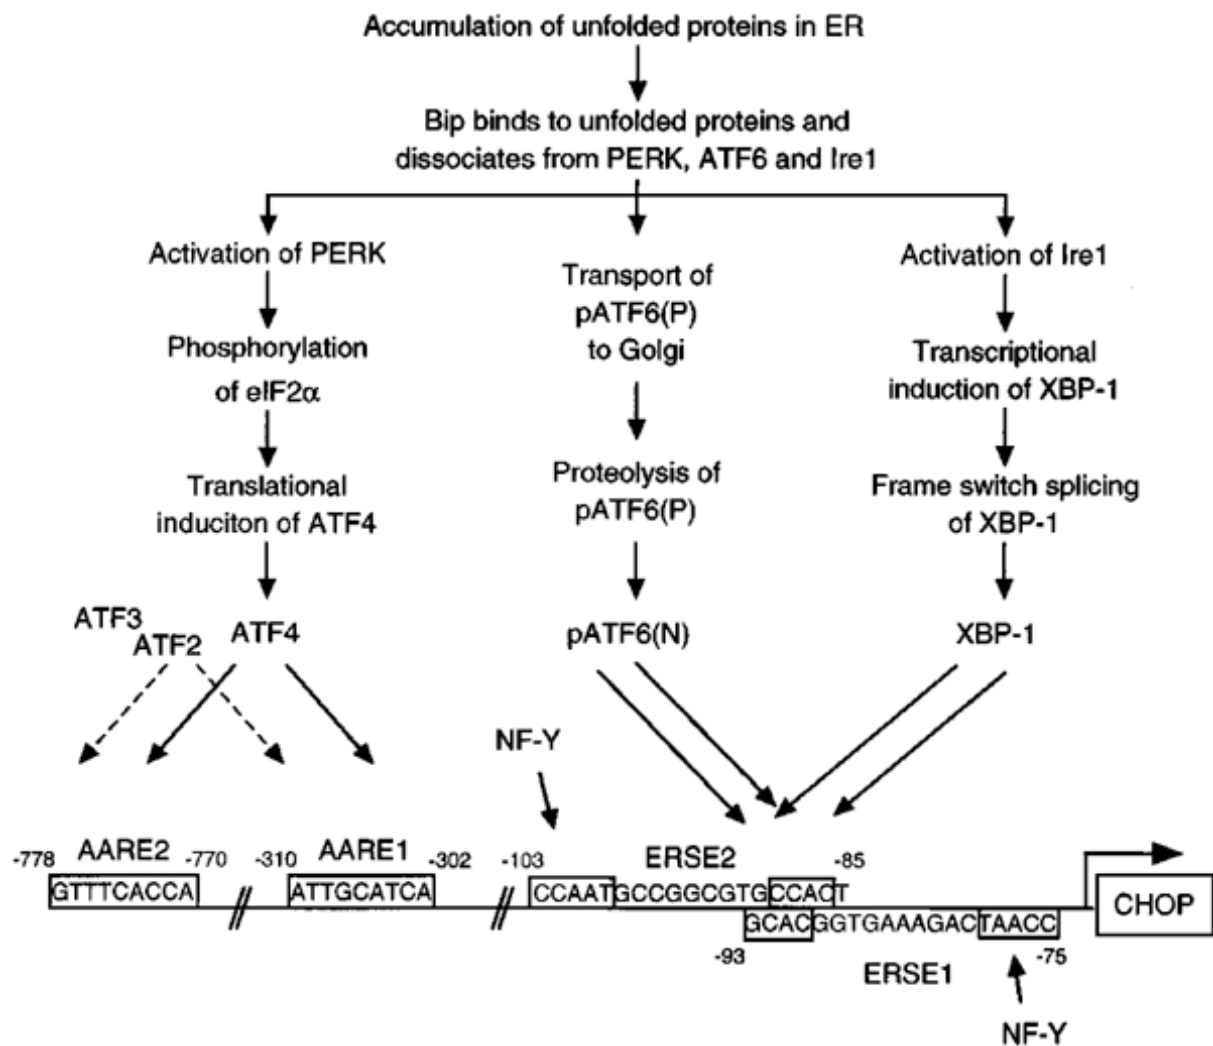 Accumulation of unfolded proteins in ER
Bip binds to unfolded proteins and
dissociates from PERK, ATF6 and Ire1
Activation of PERK
Phosphorylation
of eIF2α
Translational
induciton of ATF4
Transport of
pATF6(P)
to Golgi
Proteolysis of
pATF6(P)
Activation of Ire1
Transcriptional
induction of XBP-1
Frame switch splicing
of XBP-1
ATF3
ATF2
ATF4
pATF6(N)
XBP-1
NF-Y
-778 AARE2 -770
-310 AARE1 -302
-103 ERSE2 -85
GTTTCACCA
ATTGCATCA
CCAATGCCGGCGTGCCACT
GCACGGTGAAAGACTAACC
CHOP
-93 ERSE1 -75
NF-Y